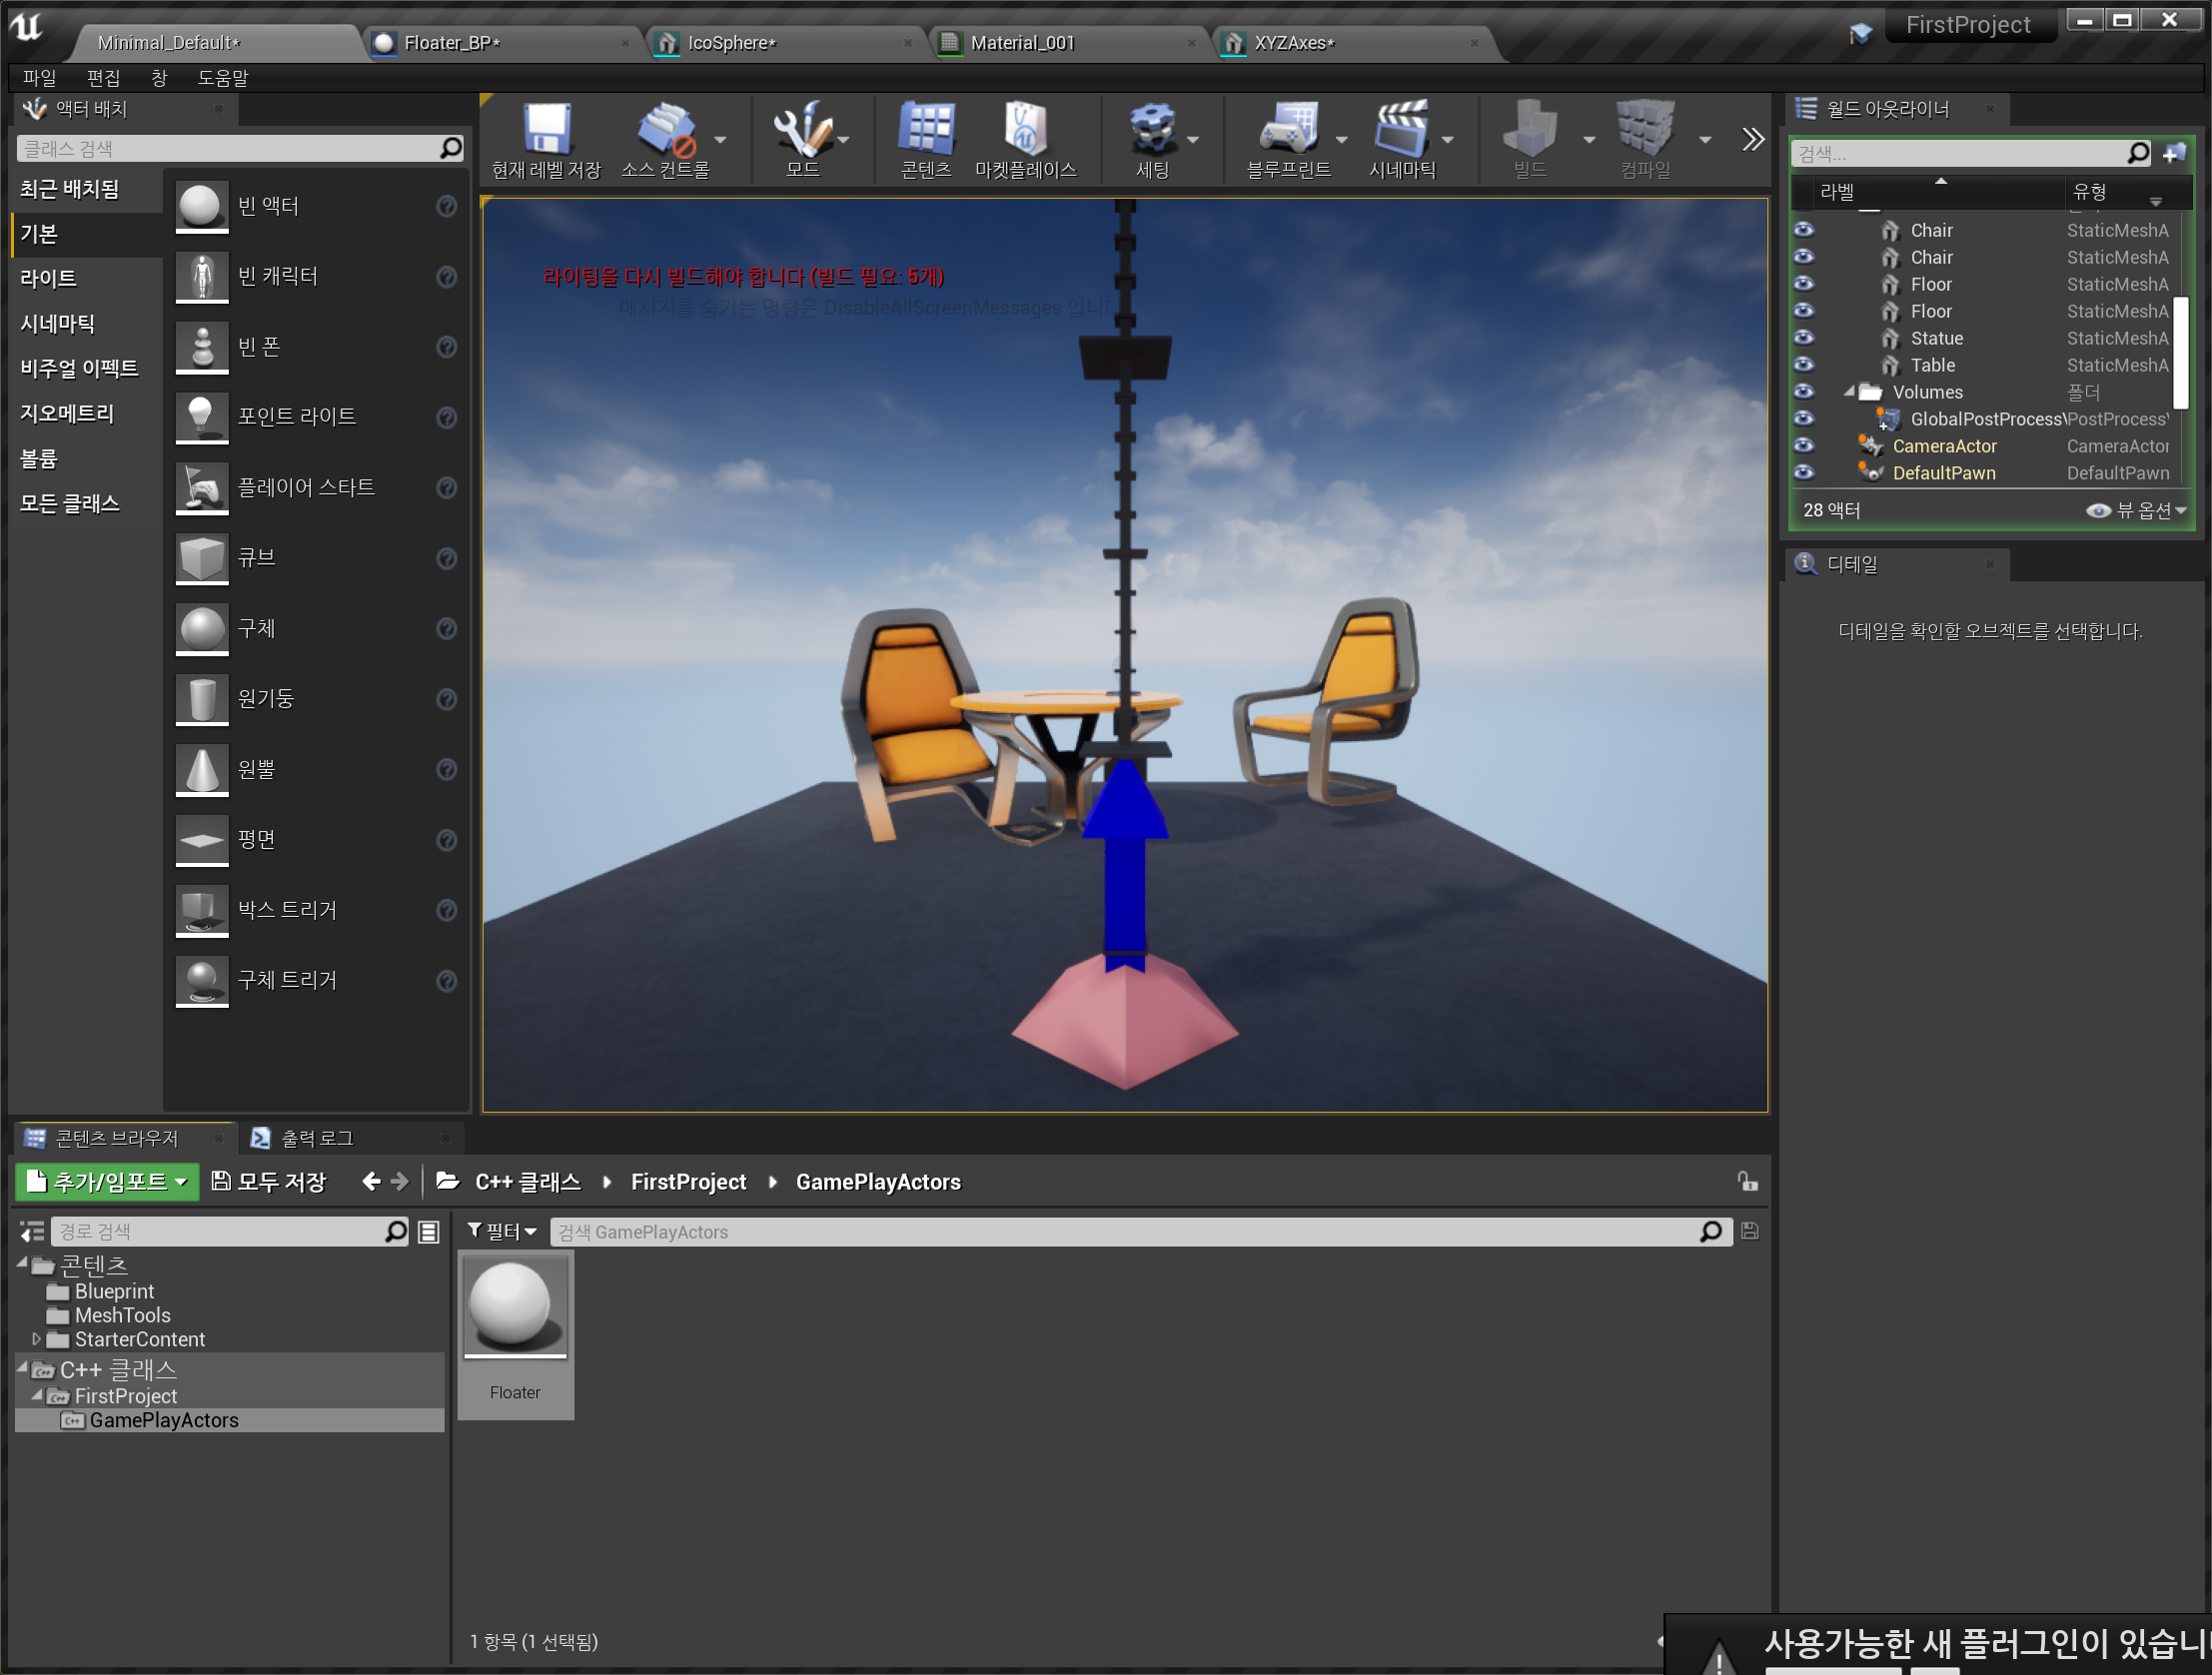 Minimal_Default*
Floater_BP*
IcoSphere*
Material_001
XYZAxes*
FirstProject
파일 편집 창 도움말
액터 배치
클래스 검색
최근 배치됨
기본
라이트
시네마틱
비주얼 이펙트
지오메트리
볼륨
모든 클래스
빈 액터
빈 캐릭터
빈 폰
포인트 라이트
플레이어 스타트
큐브
구체
원기둥
원뿔
평면
박스 트리거
구체 트리거
현재 레벨 저장
소스 컨트롤
모드
콘텐츠
마켓플레이스
세팅
블루프린트
시네마틱
빌드
컴파일
라이팅을 다시 빌드해야 합니다 (빌드 필요: 5개)
메시지를 숨기는 명령은 DisableAllScreenMessages 입니다
월드 아웃라이너
검색...
라벨 유형
Chair StaticMeshA
Chair StaticMeshA
Floor StaticMeshA
Floor StaticMeshA
Statue StaticMeshA
Table StaticMeshA
Volumes 폴더
GlobalPostProcess PostProcess
CameraActor CameraActor
DefaultPawn DefaultPawn
28 액터
뷰 옵션
디테일
디테일을 확인할 오브젝트를 선택합니다.
콘텐츠 브라우저
출력 로그
추가/임포트
모두 저장
C++ 클래스
FirstProject
GamePlayActors
경로 검색
필터
검색 GamePlayActors
콘텐츠
Blueprint
MeshTools
StarterContent
C++ 클래스
FirstProject
GamePlayActors
Floater
1 항목 (1 선택됨)
사용가능한 새 플러그인이 있습니